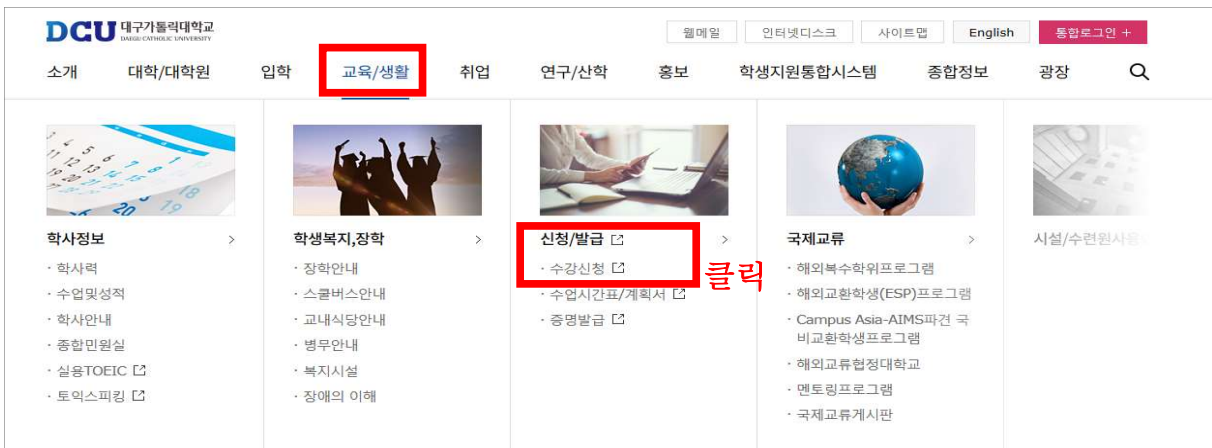 DCU 대구가톨릭대학교
DAEGU CATHOLIC UNIVERSITY
웹메일 인터넷디스크 사이트맵 English 통합로그인 +
소개 대학/대학원 입학 교육/생활 취업 연구/산학 홍보 학생지원통합시스템 종합정보 광장
학사정보
· 학사력
· 수업및성적
· 학사안내
· 종합민원실
· 실용TOEIC
· 토익스피킹
학생복지,장학
· 장학안내
· 스쿨버스안내
· 교내식당안내
· 병무안내
· 복지시설
· 장애의 이해
신청/발급
· 수강신청
클릭
· 수업시간표/계획서
· 증명발급
국제교류
· 해외복수학위프로그램
· 해외교환학생(ESP)프로그램
· Campus Asia-AIMS파견 국
비교환학생프로그램
· 해외교류협정대학교
· 멘토링프로그램
· 국제교류게시판
시설/수련원사용